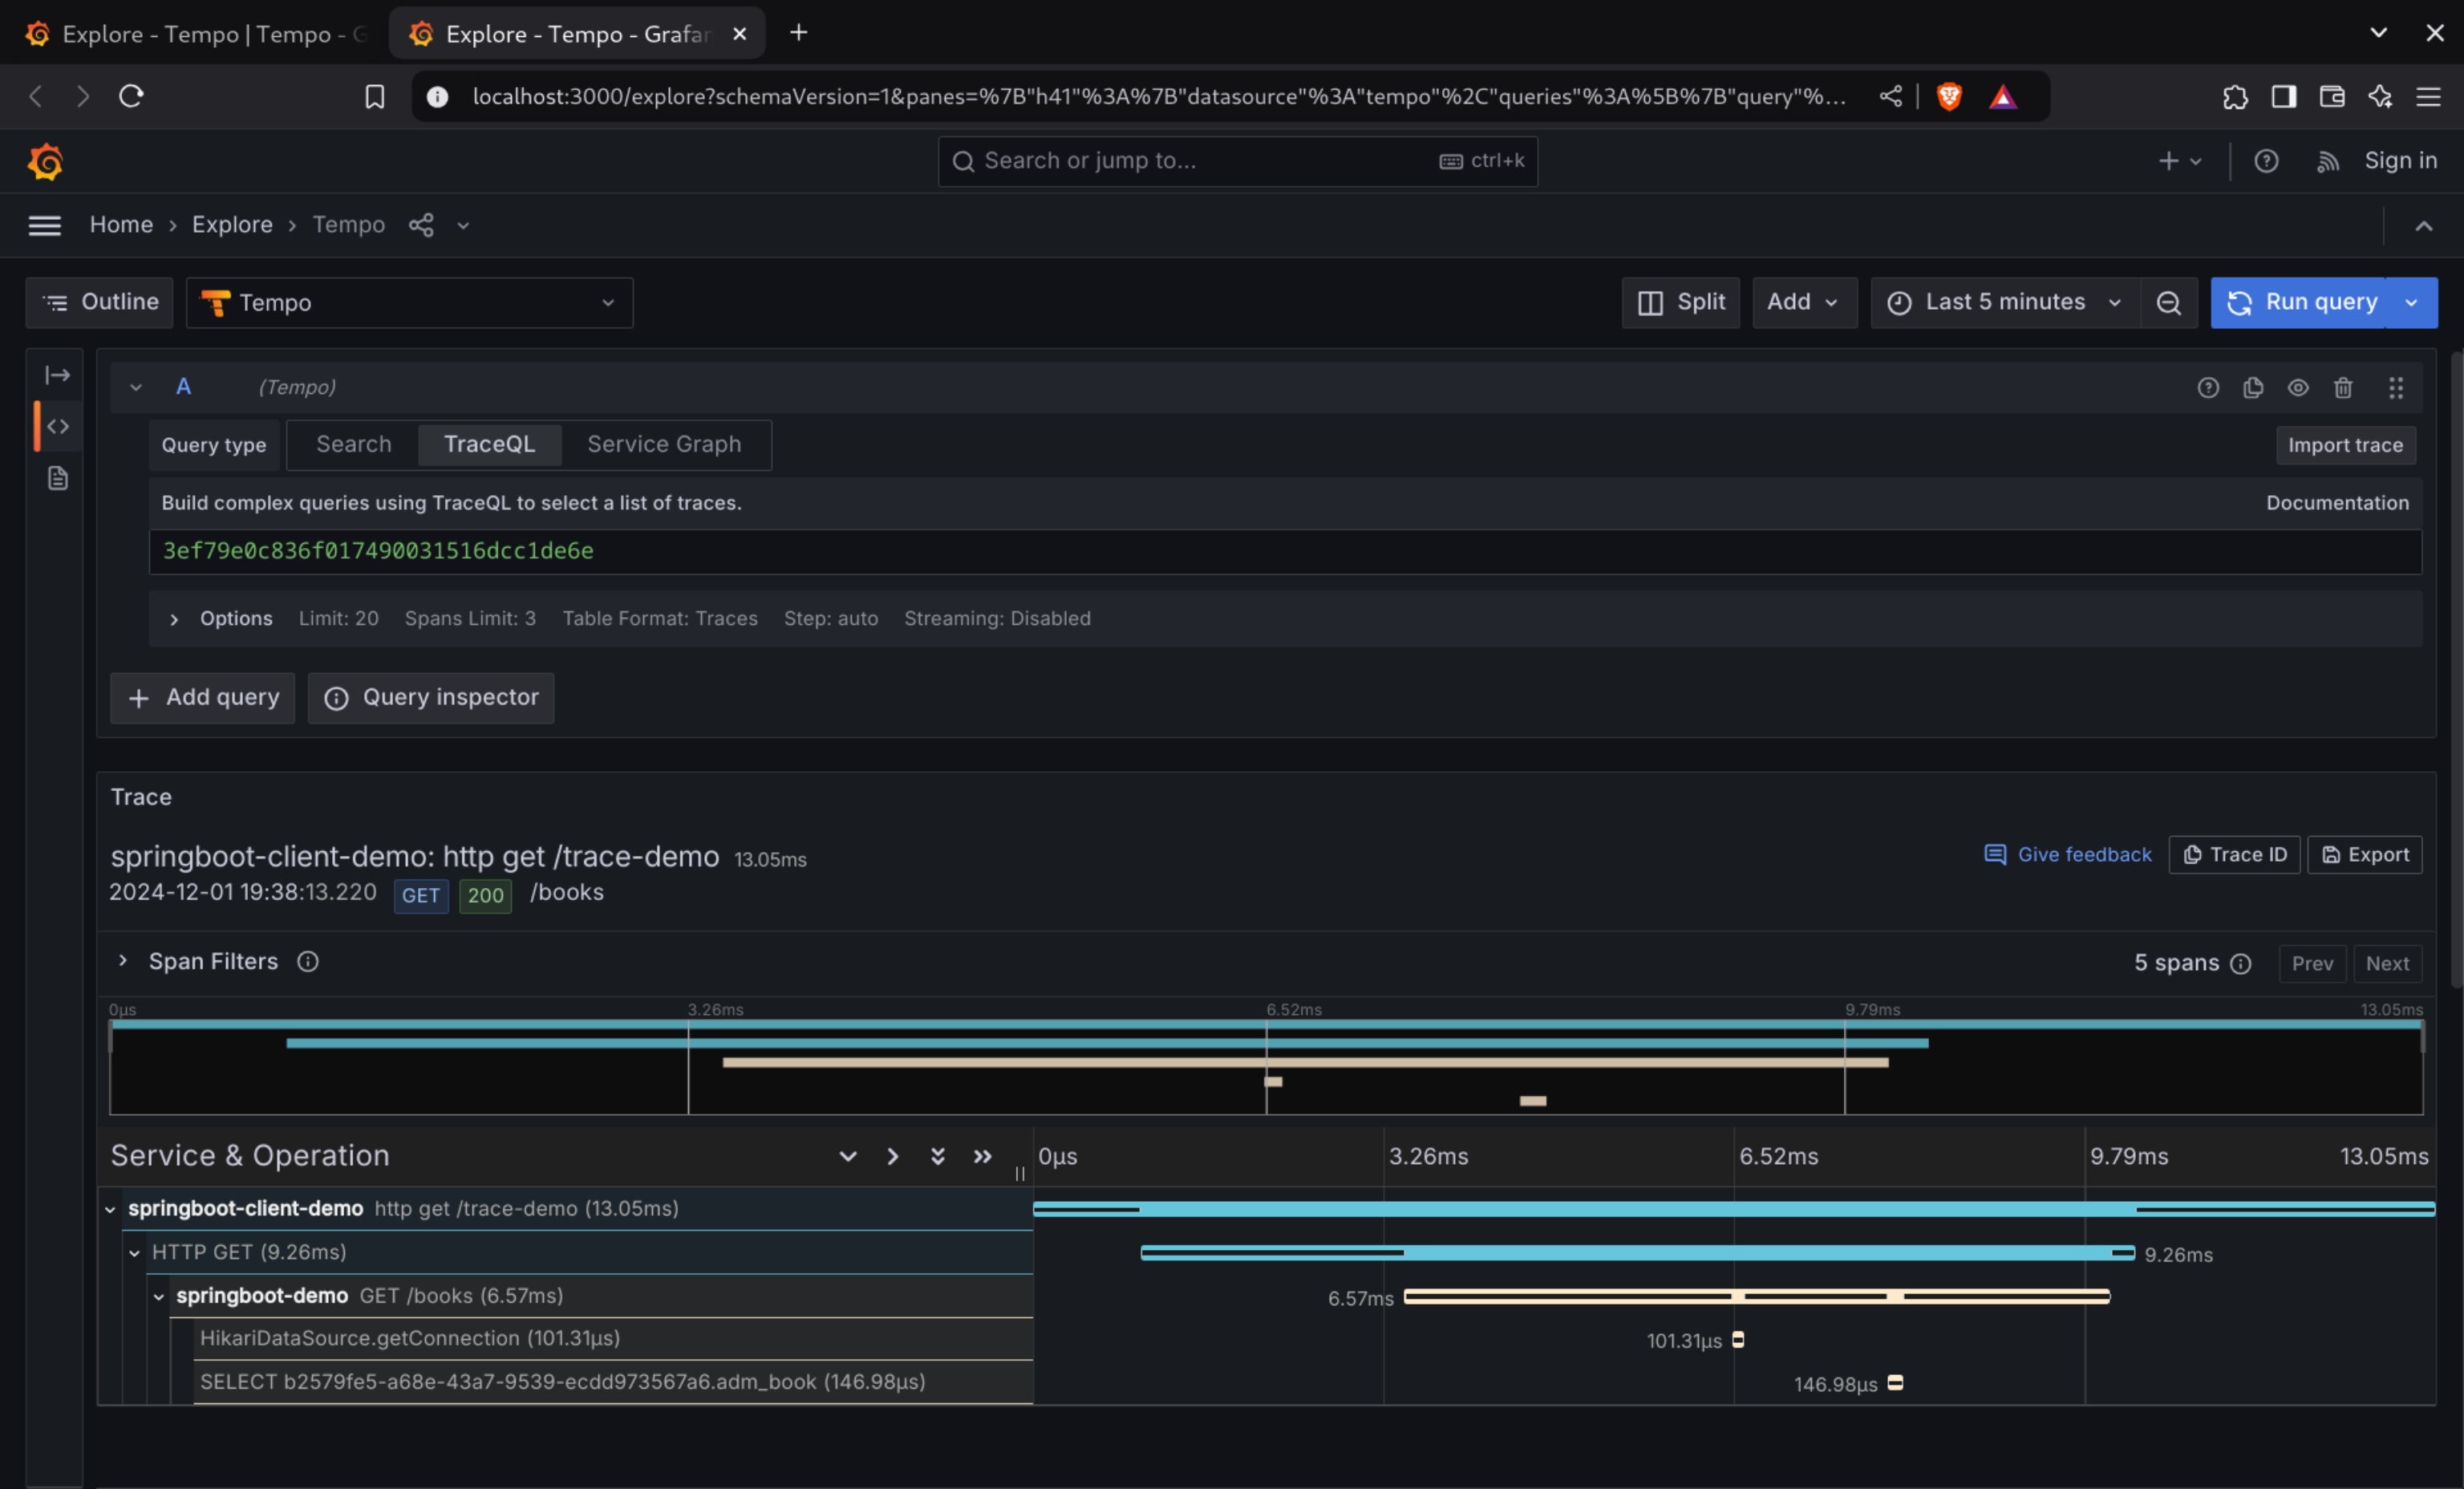 Explore - Tempo | Tempo - G
Explore - Tempo - Grafar
localhost:3000/explore?schemaVersion=1&panes=%7B"h41"%3A%7B"datasource"%3A"tempo"%2C"queries"%3A%5B%7B"query"%...
Search or jump to... ctrl+k
Sign in
Home › Explore › Tempo
Outline Tempo Split Add Last 5 minutes Run query
A (Tempo)
Query type Search TraceQL Service Graph Import trace
Build complex queries using TraceQL to select a list of traces. Documentation
3ef79e0c836f017490031516dcc1de6e
Options Limit: 20 Spans Limit: 3 Table Format: Traces Step: auto Streaming: Disabled
Add query Query inspector
Trace
springboot-client-demo: http get /trace-demo 13.05ms Give feedback Trace ID Export
2024-12-01 19:38:13.220 GET 200 /books
Span Filters 5 spans Prev Next
0μs 3.26ms 6.52ms 9.79ms 13.05ms
Service & Operation 0μs 3.26ms 6.52ms 9.79ms 13.05ms
springboot-client-demo http get /trace-demo (13.05ms)
HTTP GET (9.26ms) 9.26ms
springboot-demo GET /books (6.57ms) 6.57ms
HikariDataSource.getConnection (101.31μs) 101.31μs
SELECT b2579fe5-a68e-43a7-9539-ecdd973567a6.adm_book (146.98μs) 146.98μs